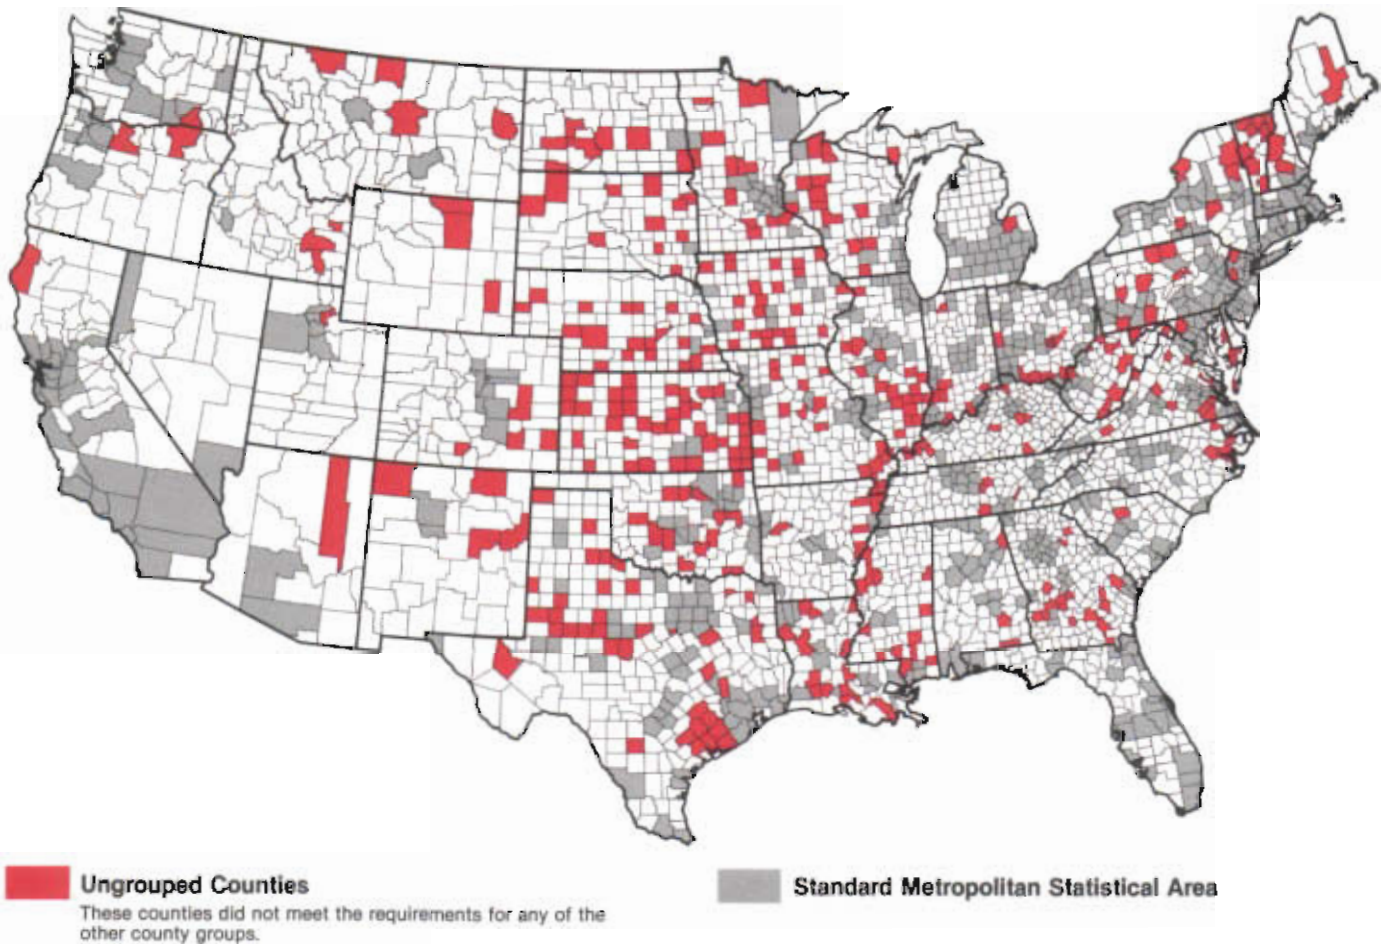 Ungrouped Counties
These counties did not meet the requirements for any of the
other county groups.
Standard Metropolitan Statistical Area